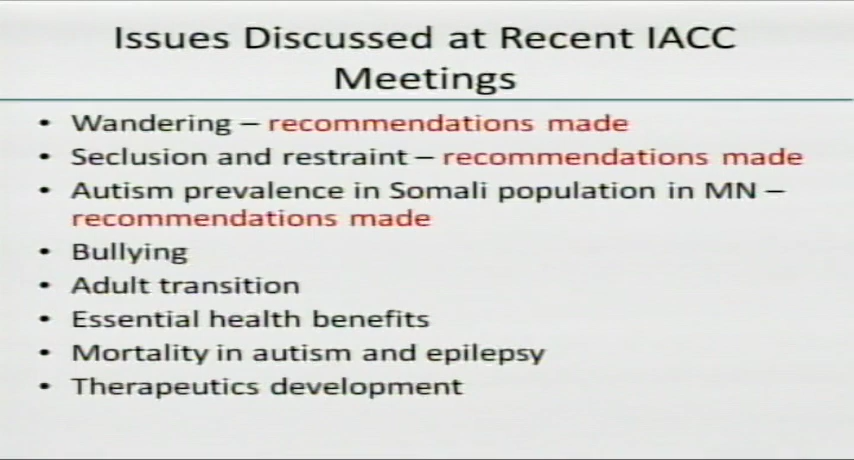 Issues Discussed at Recent IACC
Meetings
• Wandering – recommendations made
• Seclusion and restraint – recommendations made
• Autism prevalence in Somali population in MN –
recommendations made
• Bullying
• Adult transition
• Essential health benefits
• Mortality in autism and epilepsy
• Therapeutics development